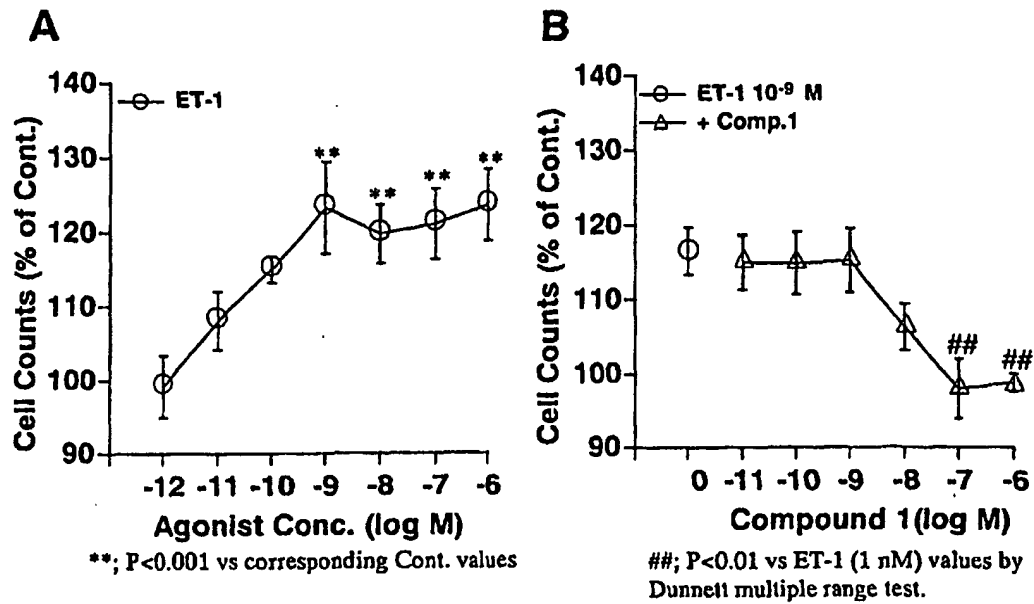 A
140
130
120
110
100
90
Cell Counts (% of Cont.)
ET-1
**
**
**
**
-12 -11 -10 -9 -8 -7 -6
Agonist Conc. (log M)
**; P<0.001 vs corresponding Cont. values
B
140
130
120
110
100
90
Cell Counts (% of Cont.)
ET-1 10⁻⁹ M
+ Comp.1
##
##
0 -11 -10 -9 -8 -7 -6
Compound 1(log M)
##; P<0.01 vs ET-1 (1 nM) values by
Dunnett multiple range test.